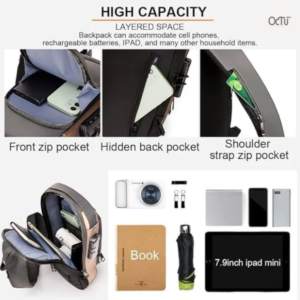 HIGH CAPACITY
OCTU
LAYERED SPACE
Backpack can accommodate cell phones,
rechargeable batteries, IPAD, and many other household items.
Front zip pocket
Hidden back pocket
Shoulder
strap zip pocket
Book
7.9inch ipad mini